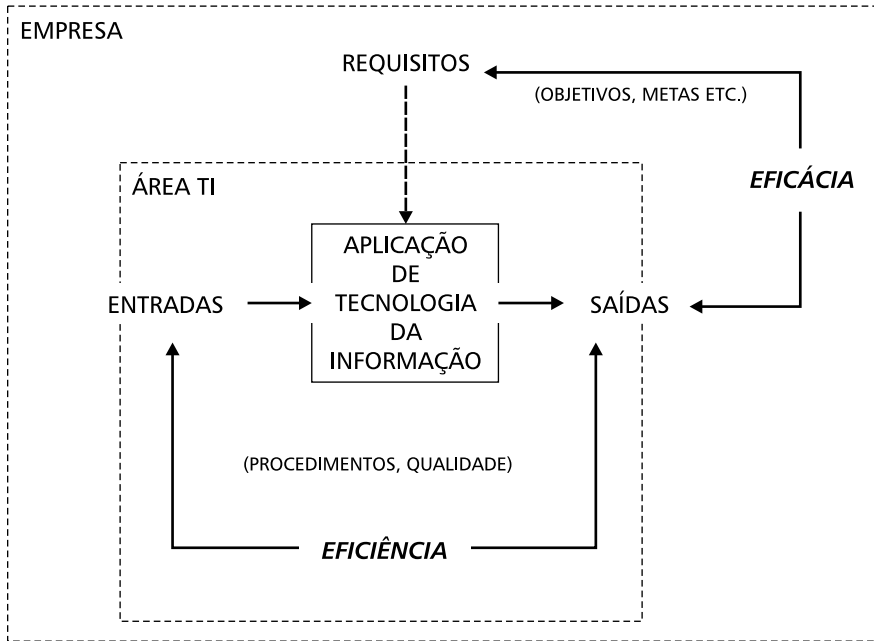 EMPRESA
REQUISITOS
(OBJETIVOS, METAS ETC.)
EFICÁCIA
ÁREA TI
APLICAÇÃO
DE
TECNOLOGIA
DA
INFORMAÇÃO
ENTRADAS
SAÍDAS
(PROCEDIMENTOS, QUALIDADE)
EFICIÊNCIA